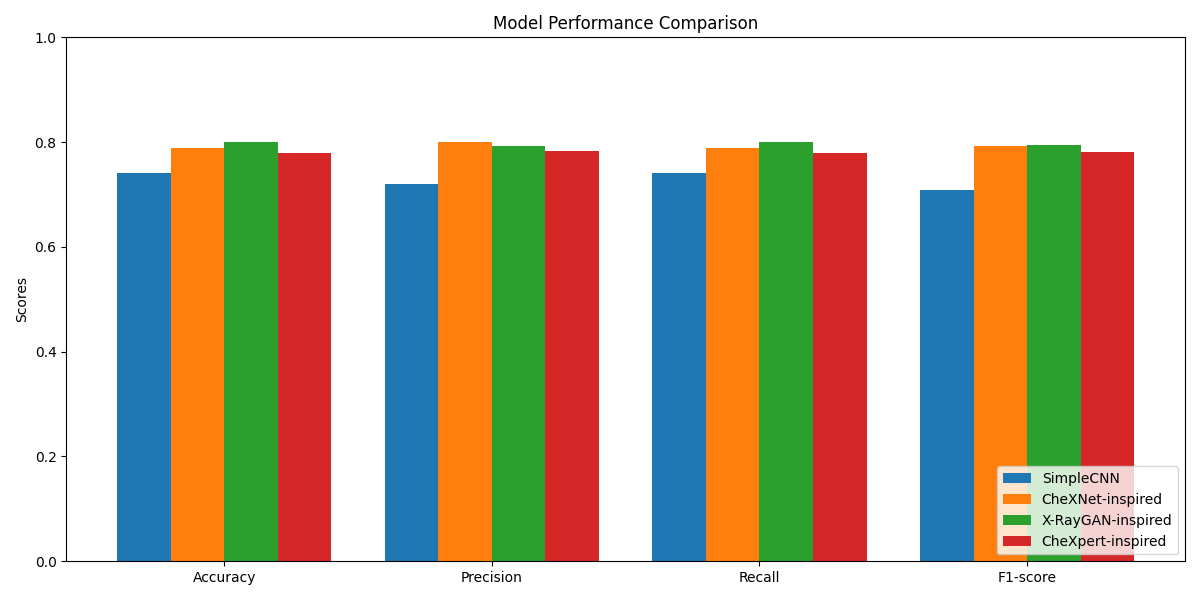 Model Performance Comparison
1.0
0.8
0.6
0.4
0.2
0.0
Scores
Accuracy
Precision
Recall
F1-score
SimpleCNN
CheXNet-inspired
X-RayGAN-inspired
CheXpert-inspired